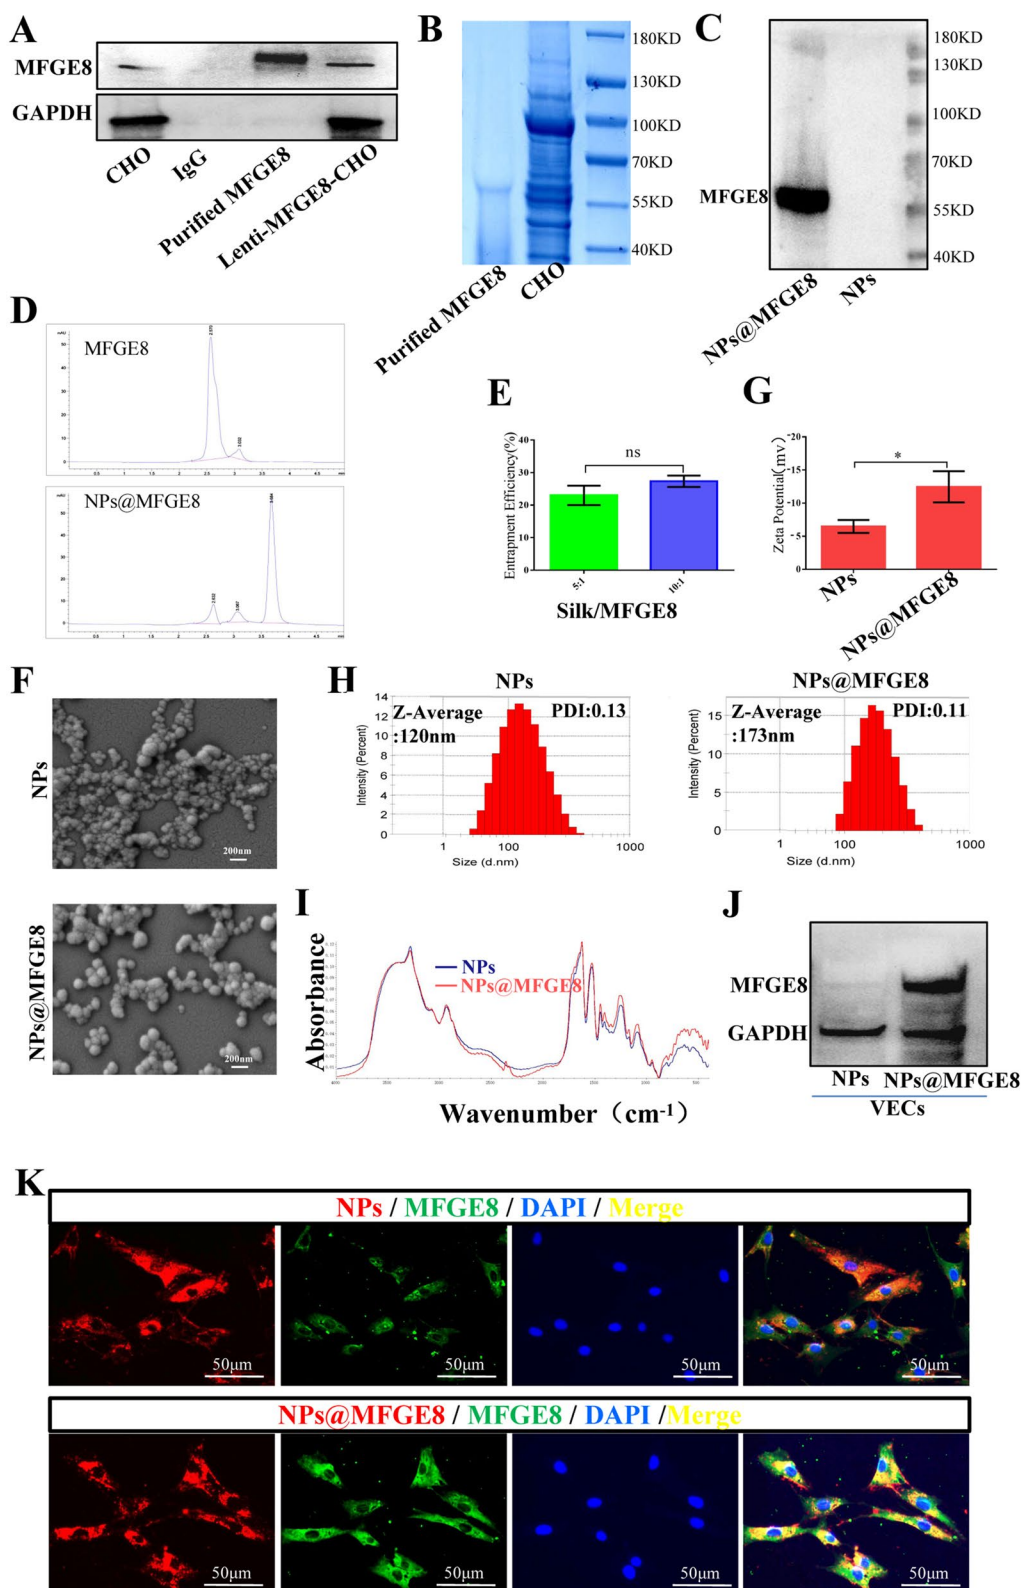 A
MFGE8
GAPDH
CHO
IgG
Purified MFGE8
Lenti-MFGE8-CHO
B
180KD
130KD
100KD
70KD
55KD
40KD
Purified MFGE8
CHO
C
180KD
130KD
100KD
70KD
MFGE8
55KD
40KD
NPs@MFGE8
NPs
D
MFGE8
NPs@MFGE8
E
Entrapment Efficiency(%)
40
30
20
10
0
ns
5:1
10:1
Silk/MFGE8
G
Zeta Potential(mv)
-20
-15
-10
-5
0
*
NPs
NPs@MFGE8
F
NPs
200nm
NPs@MFGE8
200nm
H
NPs
Z-Average
:120nm
PDI:0.13
Intensity (Percent)
14
12
10
8
6
4
2
0
1
100
1000
Size (d.nm)
NPs@MFGE8
Z-Average
:173nm
PDI:0.11
Intensity (Percent)
15
10
5
0
1
100
1000
Size (d.nm)
I
Absorbance
NPs
NPs@MFGE8
Wavenumber（cm-1）
J
MFGE8
GAPDH
NPs NPs@MFGE8
VECs
K
NPs / MFGE8 / DAPI / Merge
50μm
50μm
50μm
50μm
NPs@MFGE8 / MFGE8 / DAPI /Merge
50μm
50μm
50μm
50μm